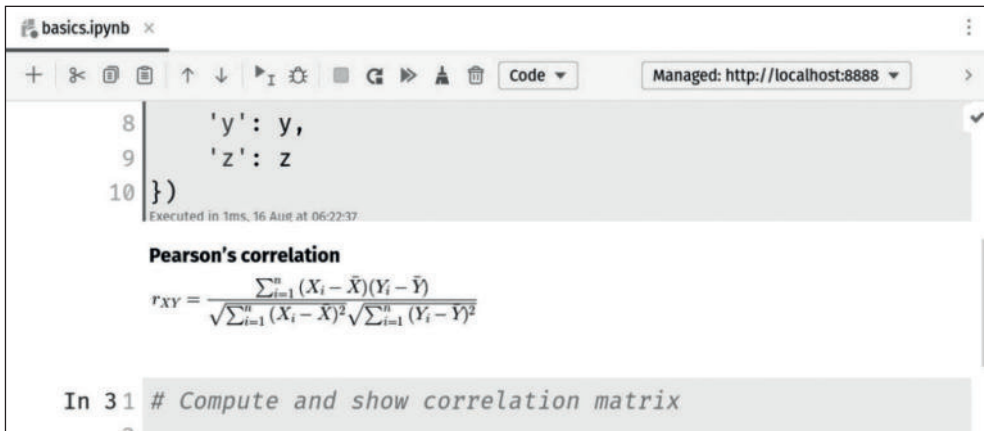 basics.ipynb ×
Code Managed: http://localhost:8888
8 'y': y,
9 'z': z
10 })
Executed in 1ms, 16 Aug at 06:22:37
Pearson's correlation
r_{XY} = \frac{\sum_{i=1}^{n} (X_i - \bar{X})(Y_i - \bar{Y})}{\sqrt{\sum_{i=1}^{n} (X_i - \bar{X})^2} \sqrt{\sum_{i=1}^{n} (Y_i - \bar{Y})^2}}
In 3 1 # Compute and show correlation matrix